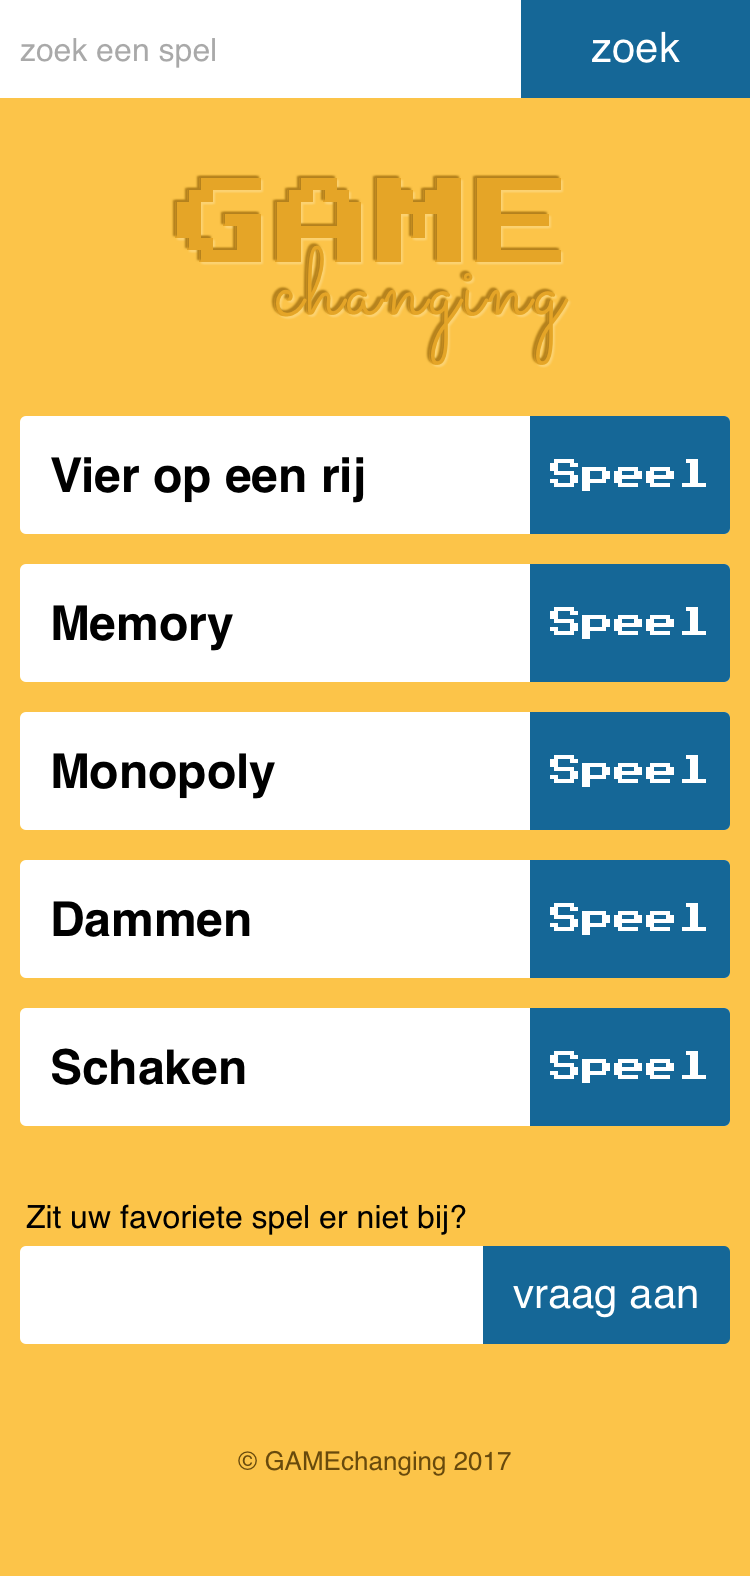 zoek een spel zoek
GAME
changing
Vier op een rij Speel
Memory Speel
Monopoly Speel
Dammen Speel
Schaken Speel
Zit uw favoriete spel er niet bij?
vraag aan
© GAMEchanging 2017